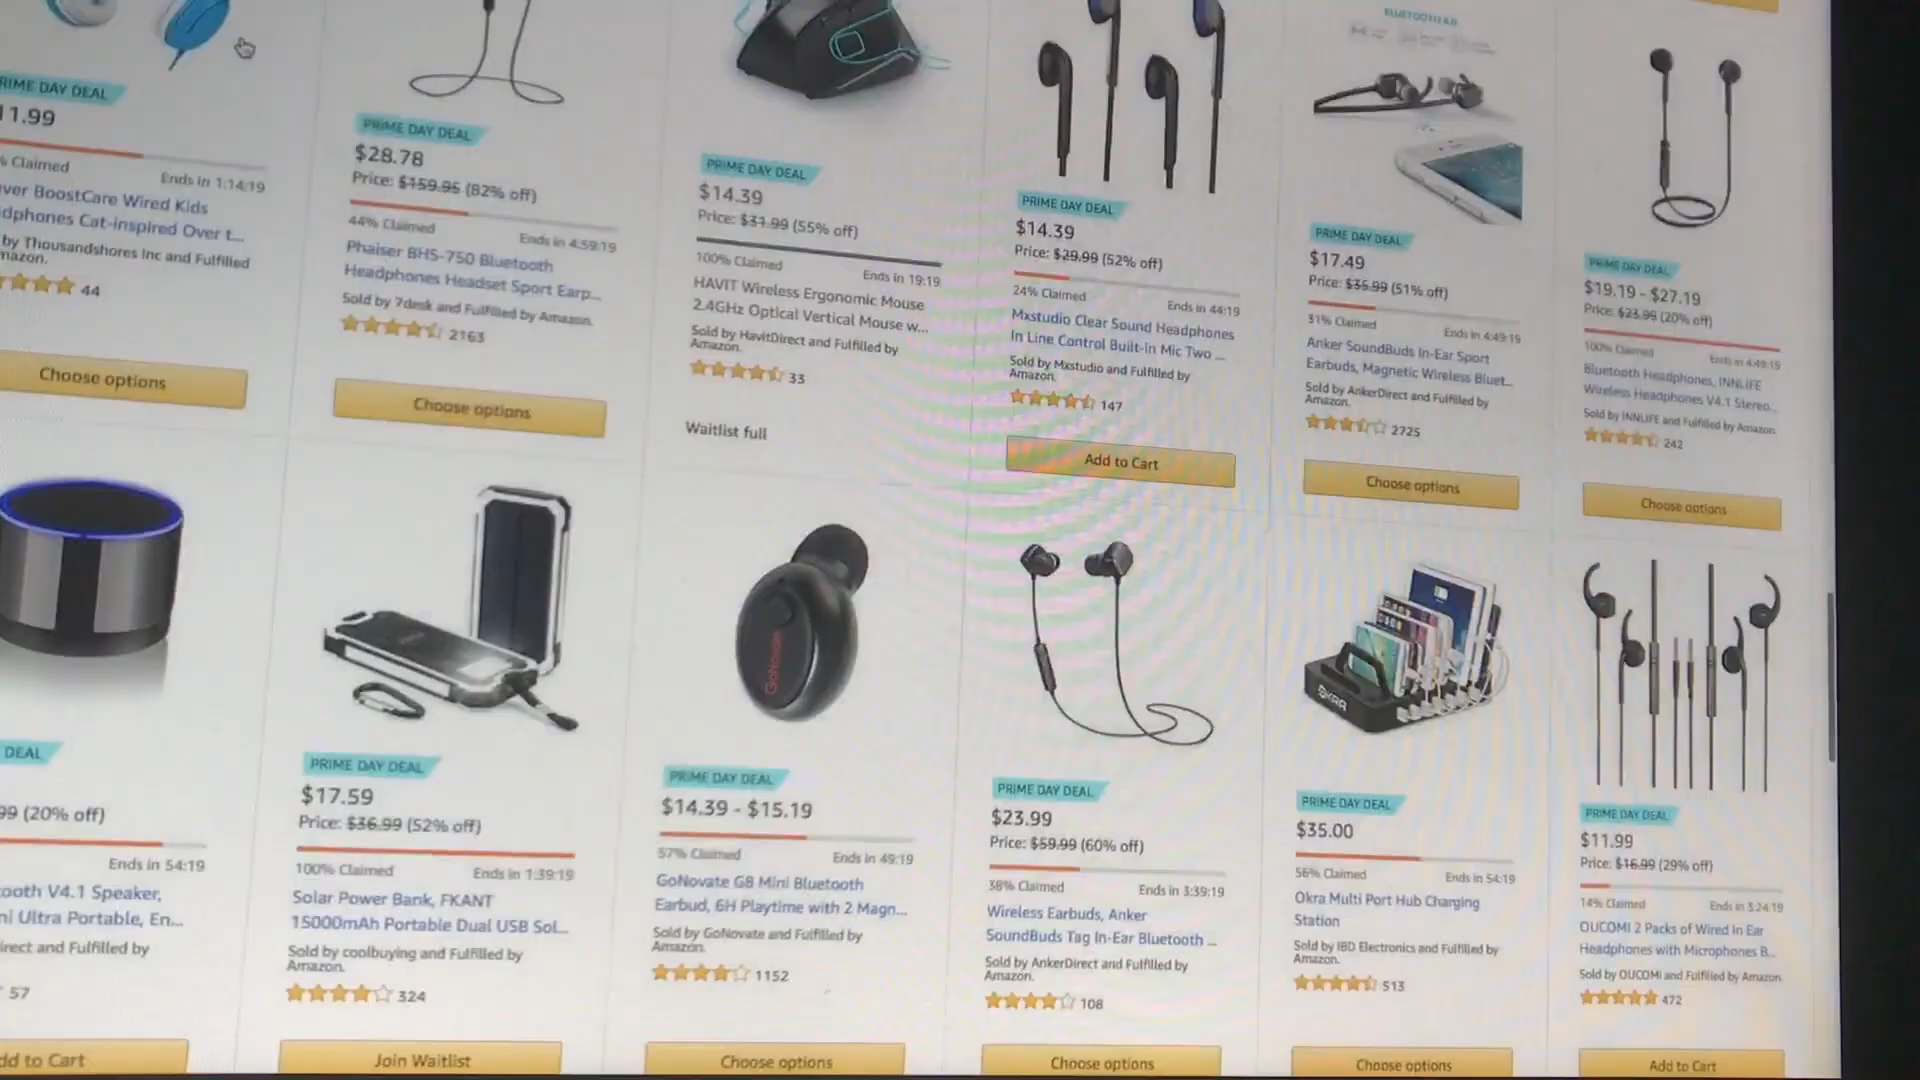 PRIME DAY DEAL
11.99
% Claimed
Ends in 1:14:19
ver BoostCare Wired Kids
dphones Cat-inspired Over t...
by Thousandshores Inc and Fulfilled
mazon.
44
Choose options
PRIME DAY DEAL
$28.78
Price: $159.95 (82% off)
44% Claimed
Ends in 4:59:19
Phaiser BHS-750 Bluetooth
Headphones Headset Sport Earp...
Sold by 7desk and Fulfilled by Amazon.
2163
Choose options
PRIME DAY DEAL
$14.39
Price: $31.99 (55% off)
100% Claimed
Ends in 19:19
HAVIT Wireless Ergonomic Mouse
2.4GHz Optical Vertical Mouse w...
Sold by HavitDirect and Fulfilled by
Amazon.
33
Waitlist full
PRIME DAY DEAL
$14.39
Price: $29.99 (52% off)
24% Claimed
Ends in 44:19
Mxstudio Clear Sound Headphones
In Line Control Built-in Mic Two ...
Sold by Mxstudio and Fulfilled by
Amazon.
147
Add to Cart
PRIME DAY DEAL
$17.49
Price: $35.99 (51% off)
31% Claimed
Ends in 4:49:19
Anker SoundBuds In-Ear Sport
Earbuds, Magnetic Wireless Bluet...
Sold by AnkerDirect and Fulfilled by
Amazon.
2725
Choose options
PRIME DAY DEAL
$19.19 - $27.19
Price: $23.99 (20% off)
100% Claimed
Ends in 4:49:19
Bluetooth Headphones, INNLIFE
Wireless Headphones V4.1 Stereo...
Sold by INNLIFE and Fulfilled by Amazon.
242
Choose options
DEAL
99 (20% off)
Ends in 54:19
tooth V4.1 Speaker,
ni Ultra Portable, En...
irect and Fulfilled by
57
dd to Cart
PRIME DAY DEAL
$17.59
Price: $36.99 (52% off)
100% Claimed
Ends in 1:39:19
Solar Power Bank, FKANT
15000mAh Portable Dual USB Sol...
Sold by coolbuying and Fulfilled by
Amazon.
324
Join Waitlist
GoNovate
PRIME DAY DEAL
$14.39 - $15.19
57% Claimed
Ends in 49:19
GoNovate G8 Mini Bluetooth
Earbud, 6H Playtime with 2 Magn...
Sold by GoNovate and Fulfilled by
Amazon.
1152
Choose options
PRIME DAY DEAL
$23.99
Price: $59.99 (60% off)
38% Claimed
Ends in 3:39:19
Wireless Earbuds, Anker
SoundBuds Tag In-Ear Bluetooth ...
Sold by AnkerDirect and Fulfilled by
Amazon.
108
Choose options
OKRA
PRIME DAY DEAL
$35.00
56% Claimed
Ends in 54:19
Okra Multi Port Hub Charging
Station
Sold by IBD Electronics and Fulfilled by
Amazon.
513
Choose options
PRIME DAY DEAL
$11.99
Price: $16.99 (29% off)
14% Claimed
Ends in 3:24:19
OUCOMI 2 Packs of Wired In Ear
Headphones with Microphones B...
Sold by OUCOMI and Fulfilled by Amazon.
472
Add to Cart